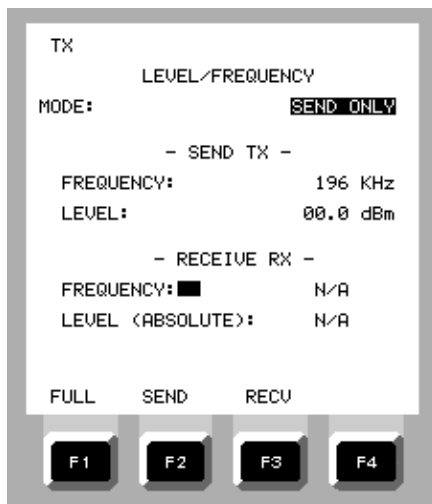 TX
LEVEL/FREQUENCY
MODE: SEND ONLY
- SEND TX -
FREQUENCY: 196 KHz
LEVEL: 00.0 dBm
- RECEIVE RX -
FREQUENCY: N/A
LEVEL (ABSOLUTE): N/A
FULL SEND RECV
F1 F2 F3 F4